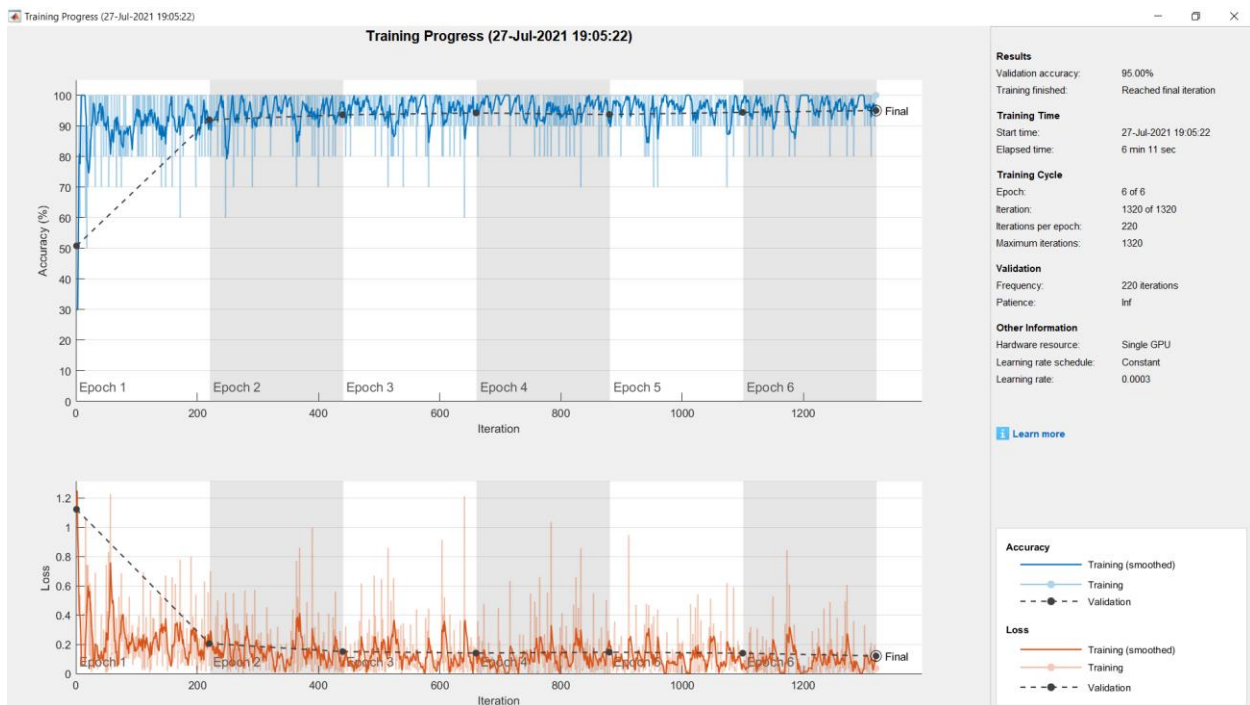 Training Progress (27-Jul-2021 19:05:22)
Training Progress (27-Jul-2021 19:05:22)
100
90
80
70
60
50
40
30
20
10
0
Accuracy (%)
Final
Epoch 1
Epoch 2
Epoch 3
Epoch 4
Epoch 5
Epoch 6
0
200
400
600
800
1000
1200
Iteration
1.2
1
0.8
0.6
0.4
0.2
0
Loss
Final
Epoch 1
Epoch 2
Epoch 3
Epoch 4
Epoch 5
Epoch 6
0
200
400
600
800
1000
1200
Iteration
Results
Validation accuracy: 95.00%
Training finished: Reached final iteration
Training Time
Start time: 27-Jul-2021 19:05:22
Elapsed time: 6 min 11 sec
Training Cycle
Epoch: 6 of 6
Iteration: 1320 of 1320
Iterations per epoch: 220
Maximum iterations: 1320
Validation
Frequency: 220 iterations
Patience: Inf
Other Information
Hardware resource: Single GPU
Learning rate schedule: Constant
Learning rate: 0.0003
i Learn more
Accuracy
Training (smoothed)
Training
Validation
Loss
Training (smoothed)
Training
Validation